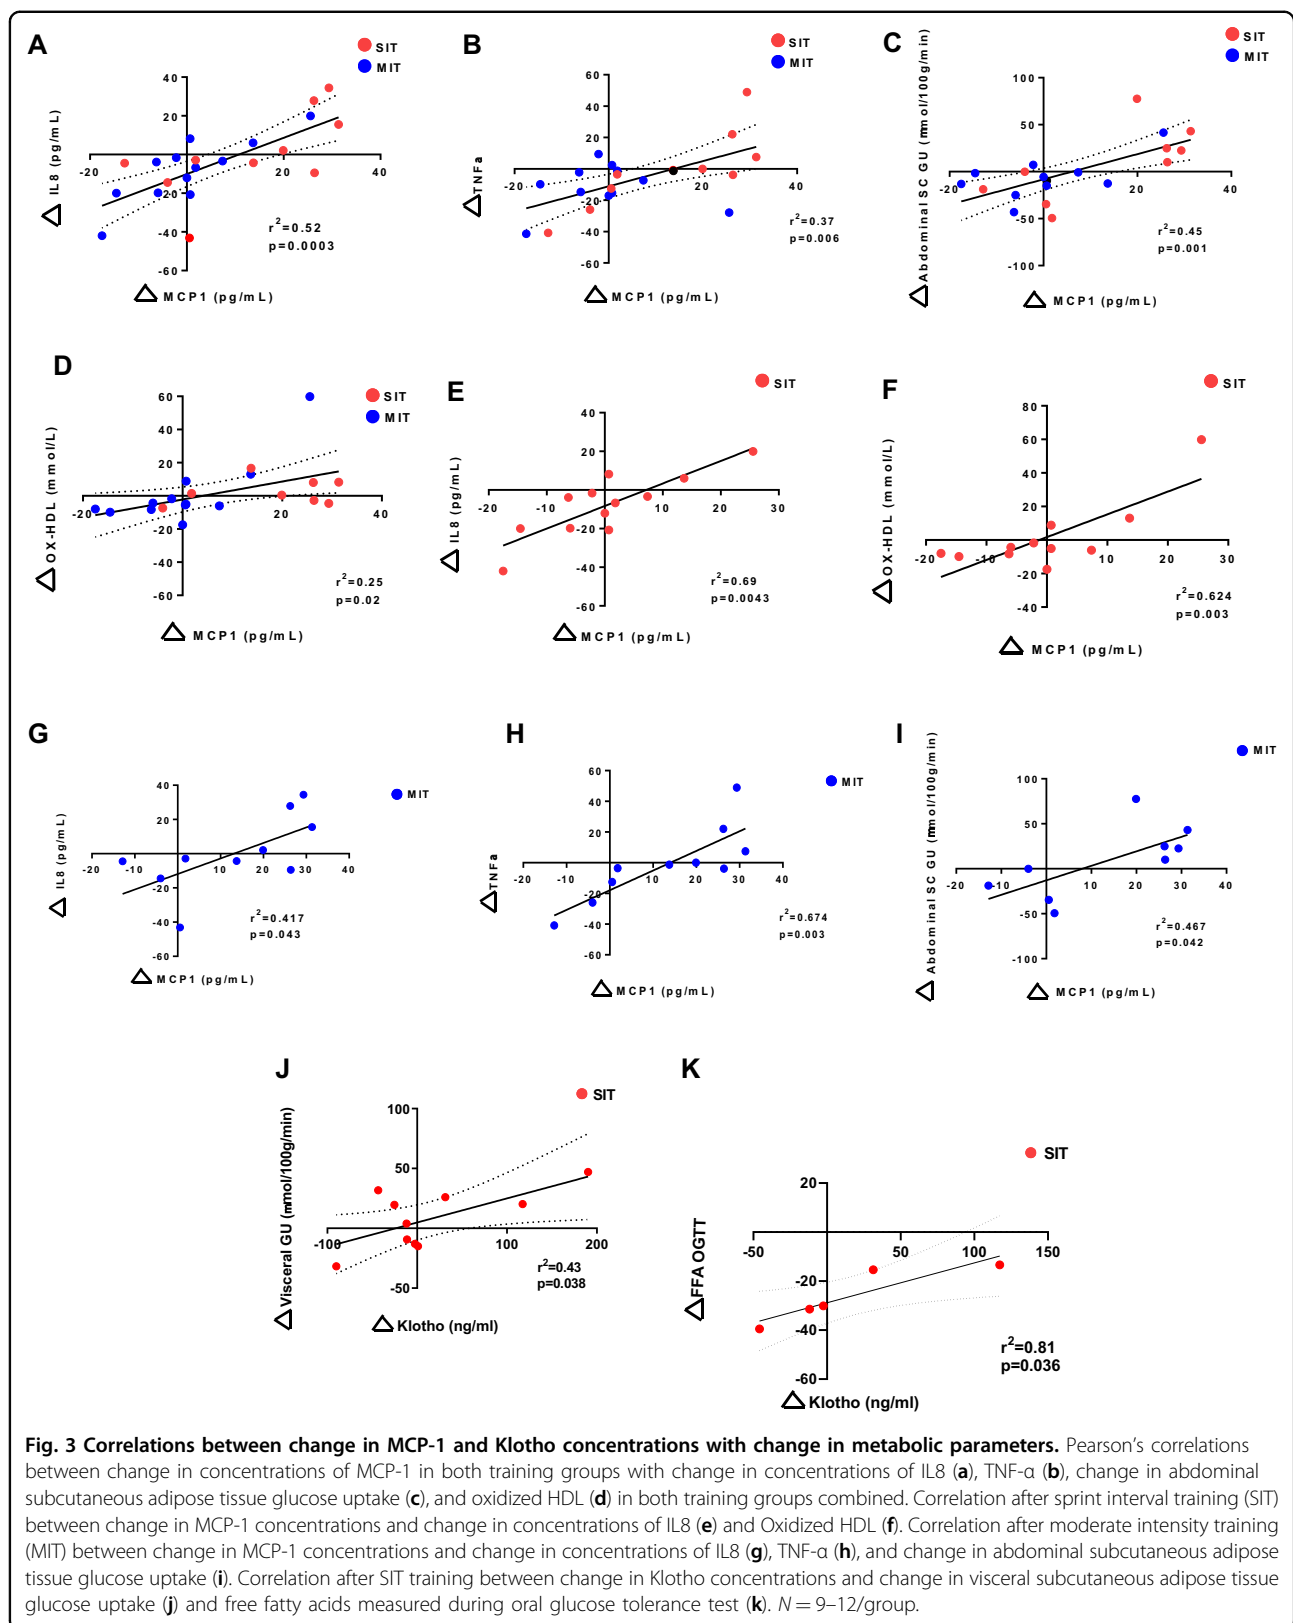 A
SIT
MIT
IL8 (pg/mL)
40
20
-20
20
40
-20
-40
-60
r²=0.52
p=0.0003
MCP1 (pg/mL)
B
SIT
MIT
TNFa
60
40
20
-20
20
40
-20
-40
-60
r²=0.37
p=0.006
MCP1 (pg/mL)
C
SIT
MIT
Abdominal SC GU (mmol/100g/min)
100
50
-20
20
40
-50
-100
r²=0.45
p=0.001
MCP1 (pg/mL)
D
SIT
MIT
OX-HDL (mmol/L)
60
40
20
-20
20
40
-20
-40
-60
r²=0.25
p=0.02
MCP1 (pg/mL)
E
SIT
IL8 (pg/mL)
40
20
-20
-10
10
20
30
-20
-40
-60
r²=0.69
p=0.0043
MCP1 (pg/mL)
F
SIT
OX-HDL (mmol/L)
80
60
40
20
-20
-10
10
20
30
-20
-40
r²=0.624
p=0.003
MCP1 (pg/mL)
G
MIT
IL8 (pg/mL)
40
20
-20
-10
10
20
30
40
-20
-40
-60
r²=0.417
p=0.043
MCP1 (pg/mL)
H
MIT
TNFa
60
40
20
-20
-10
10
20
30
40
-20
-40
-60
r²=0.674
p=0.003
MCP1 (pg/mL)
I
MIT
Abdominal SC GU (mmol/100g/min)
100
50
-20
-10
10
20
30
40
-50
-100
r²=0.467
p=0.042
MCP1 (pg/mL)
J
SIT
Visceral GU (mmol/100g/min)
100
50
-100
100
200
-50
r²=0.43
p=0.038
Klotho (ng/ml)
K
SIT
FFA OGTT
20
-50
50
100
150
-20
-40
-60
r²=0.81
p=0.036
Klotho (ng/ml)
Fig. 3 Correlations between change in MCP-1 and Klotho concentrations with change in metabolic parameters. Pearson's correlations
between change in concentrations of MCP-1 in both training groups with change in concentrations of IL8 (a), TNF-α (b), change in abdominal
subcutaneous adipose tissue glucose uptake (c), and oxidized HDL (d) in both training groups combined. Correlation after sprint interval training (SIT)
between change in MCP-1 concentrations and change in concentrations of IL8 (e) and Oxidized HDL (f). Correlation after moderate intensity training
(MIT) between change in MCP-1 concentrations and change in concentrations of IL8 (g), TNF-α (h), and change in abdominal subcutaneous adipose
tissue glucose uptake (i). Correlation after SIT training between change in Klotho concentrations and change in visceral subcutaneous adipose tissue
glucose uptake (j) and free fatty acids measured during oral glucose tolerance test (k). N = 9–12/group.